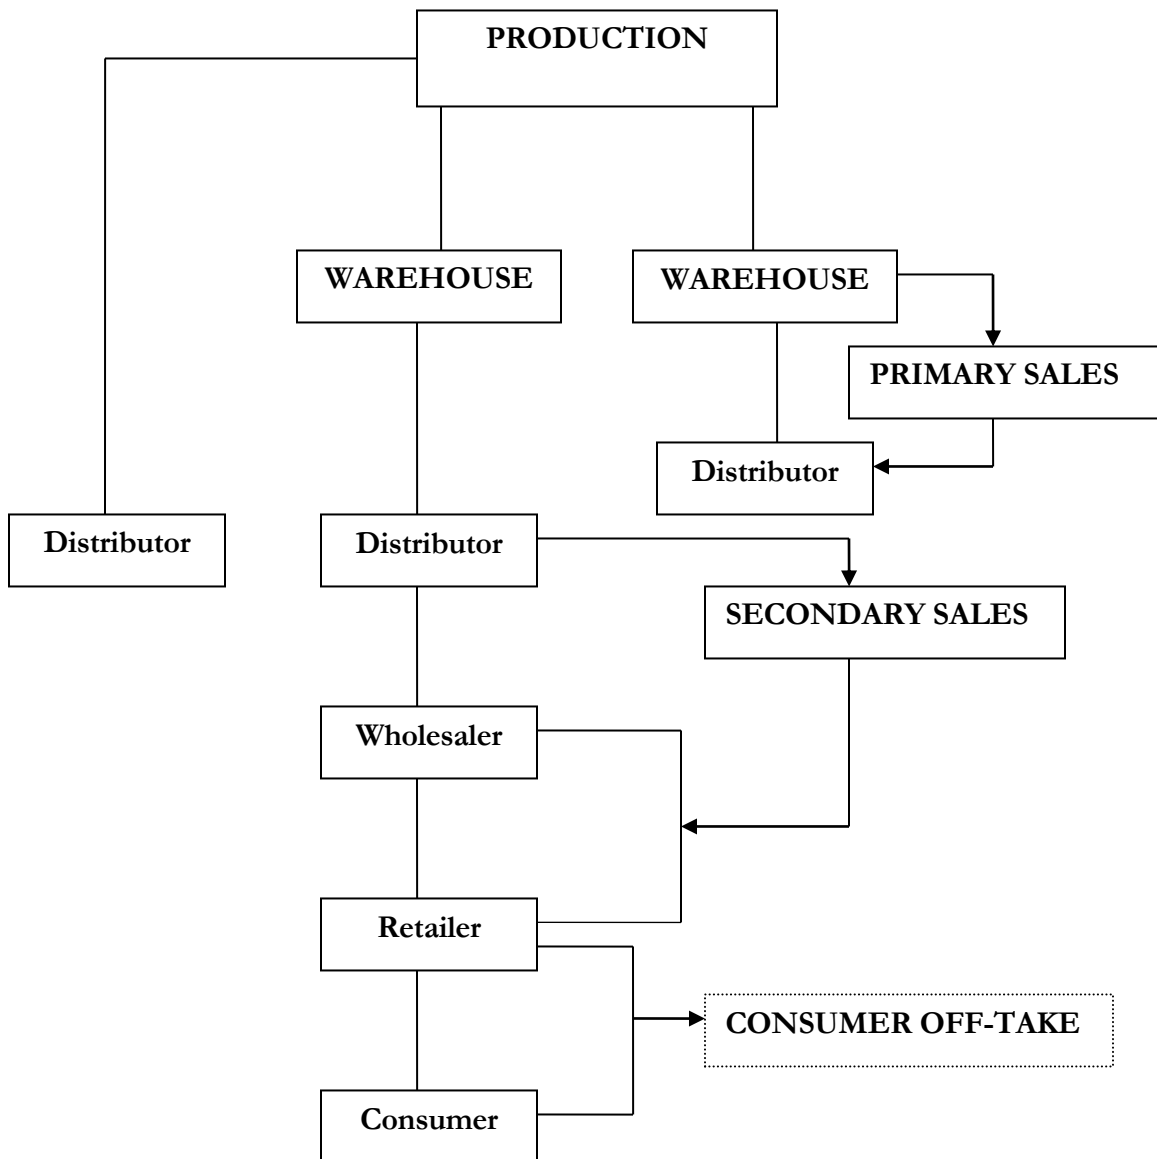 PRODUCTION
WAREHOUSE
WAREHOUSE
PRIMARY SALES
Distributor
Distributor
Distributor
SECONDARY SALES
Wholesaler
Retailer
CONSUMER OFF-TAKE
Consumer